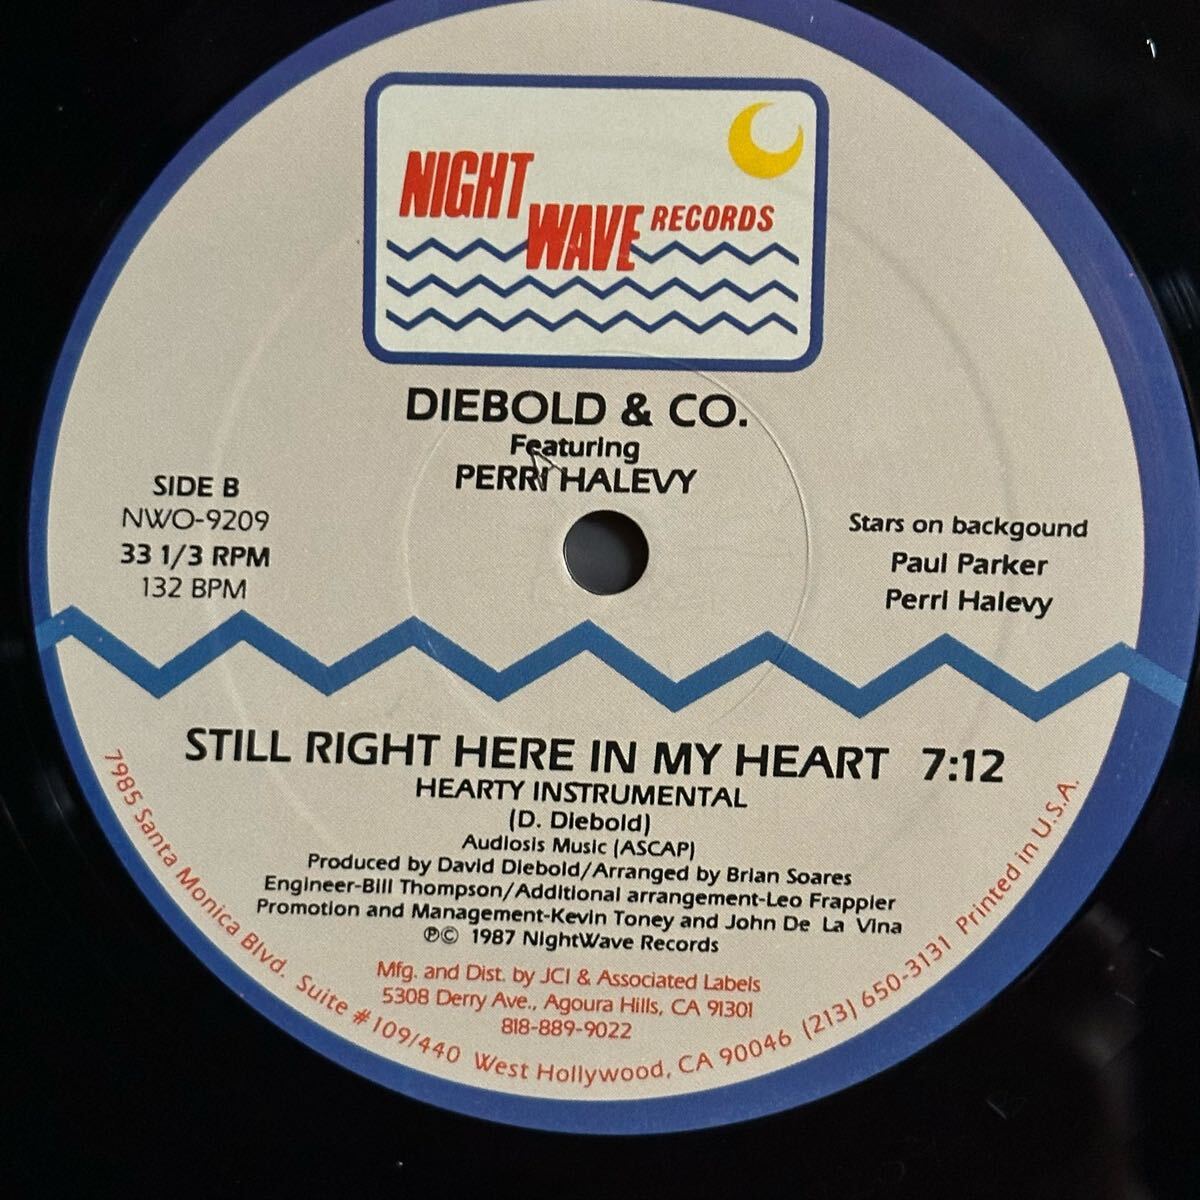 NIGHT WAVE RECORDS
DIEBOLD & CO.
Featuring
PERRI HALEVY
SIDE B
NWO-9209
33 1/3 RPM
132 BPM
Stars on backgound
Paul Parker
Perri Halevy
STILL RIGHT HERE IN MY HEART 7:12
HEARTY INSTRUMENTAL
(D. Diebold)
Audiosis Music (ASCAP)
Produced by David Diebold/Arranged by Brian Soares
Engineer-Bill Thompson/Additional arrangement-Leo Frappier
Promotion and Management-Kevin Toney and John De La Vina
℗© 1987 NightWave Records
Mfg. and Dist. by JCI & Associated Labels
5308 Derry Ave., Agoura Hills, CA 91301
818-889-9022
7985 Santa Monica Blvd. Suite #109/440 West Hollywood, CA 90046 (213) 650-3131 Printed in U.S.A.